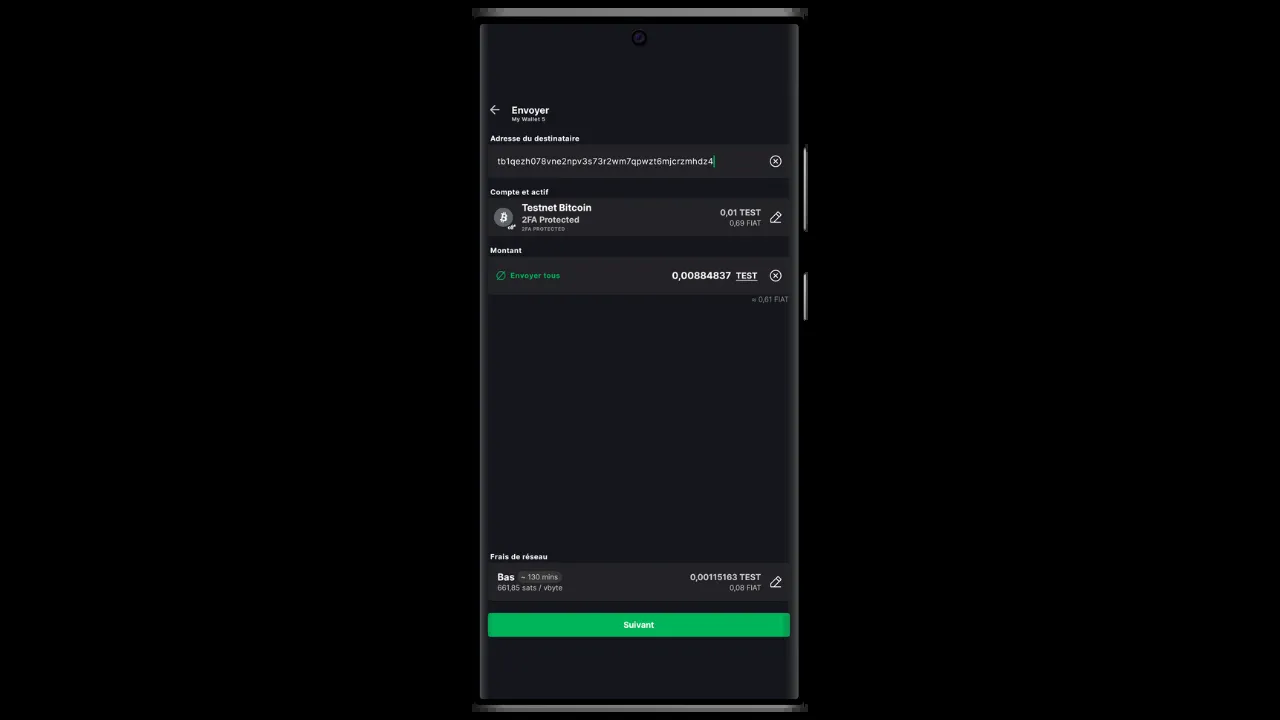 Envoyer
My Wallet 5
Adresse du destinataire
tb1qezh078vne2npv3s73r2wm7qpwzt6mjcrzmhdz4
Compte et actif
Testnet Bitcoin
0,01 TEST
2FA Protected
0,69 FIAT
2FA PROTECTED
Montant
Envoyer tous
0,00884837 TEST
≈ 0,61 FIAT
Frais de réseau
Bas ~ 130 mins
0,00115163 TEST
661,85 sats / vbyte
0,08 FIAT
Suivant